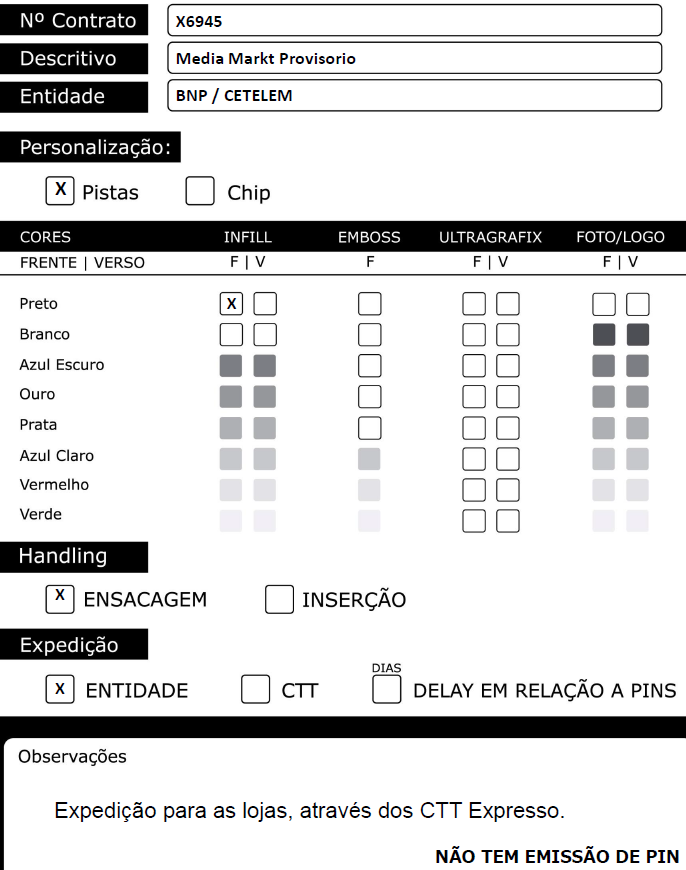 Nº Contrato X6945
Descritivo Media Markt Provisorio
Entidade BNP / CETELEM
Personalização:
X Pistas Chip
CORES INFILL EMBOSS ULTRAGRAFIX FOTO/LOGO
FRENTE | VERSO F | V F F | V F | V
Preto X
Branco
Azul Escuro
Ouro
Prata
Azul Claro
Vermelho
Verde
Handling
X ENSACAGEM INSERÇÃO
Expedição
DIAS
X ENTIDADE CTT DELAY EM RELAÇÃO A PINS
Observações
Expedição para as lojas, através dos CTT Expresso.
NÃO TEM EMISSÃO DE PIN